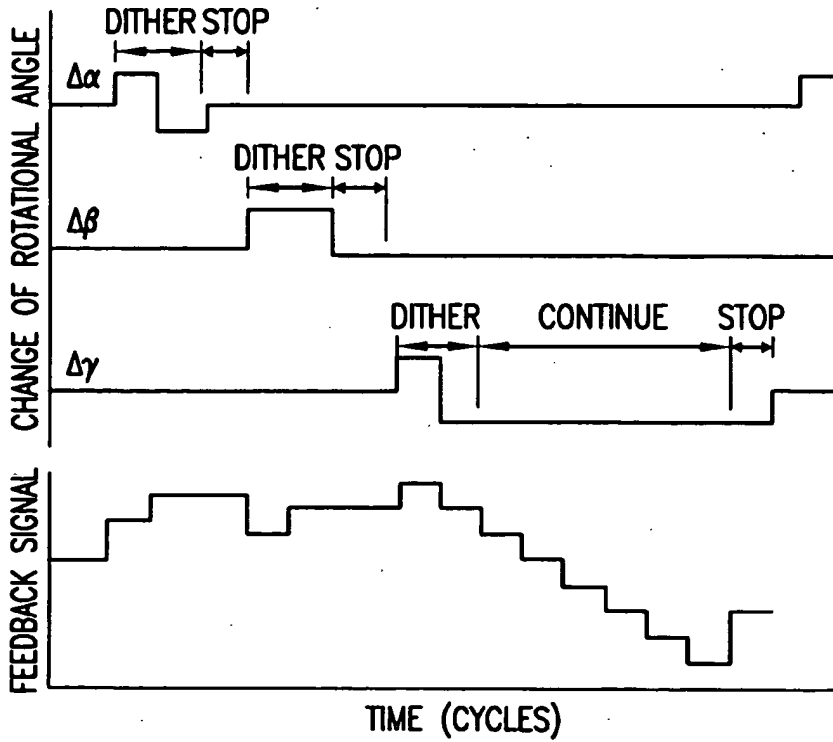 DITHER STOP
Δα
DITHER STOP
Δβ
DITHER CONTINUE STOP
Δγ
CHANGE OF ROTATIONAL ANGLE
FEEDBACK SIGNAL
TIME (CYCLES)